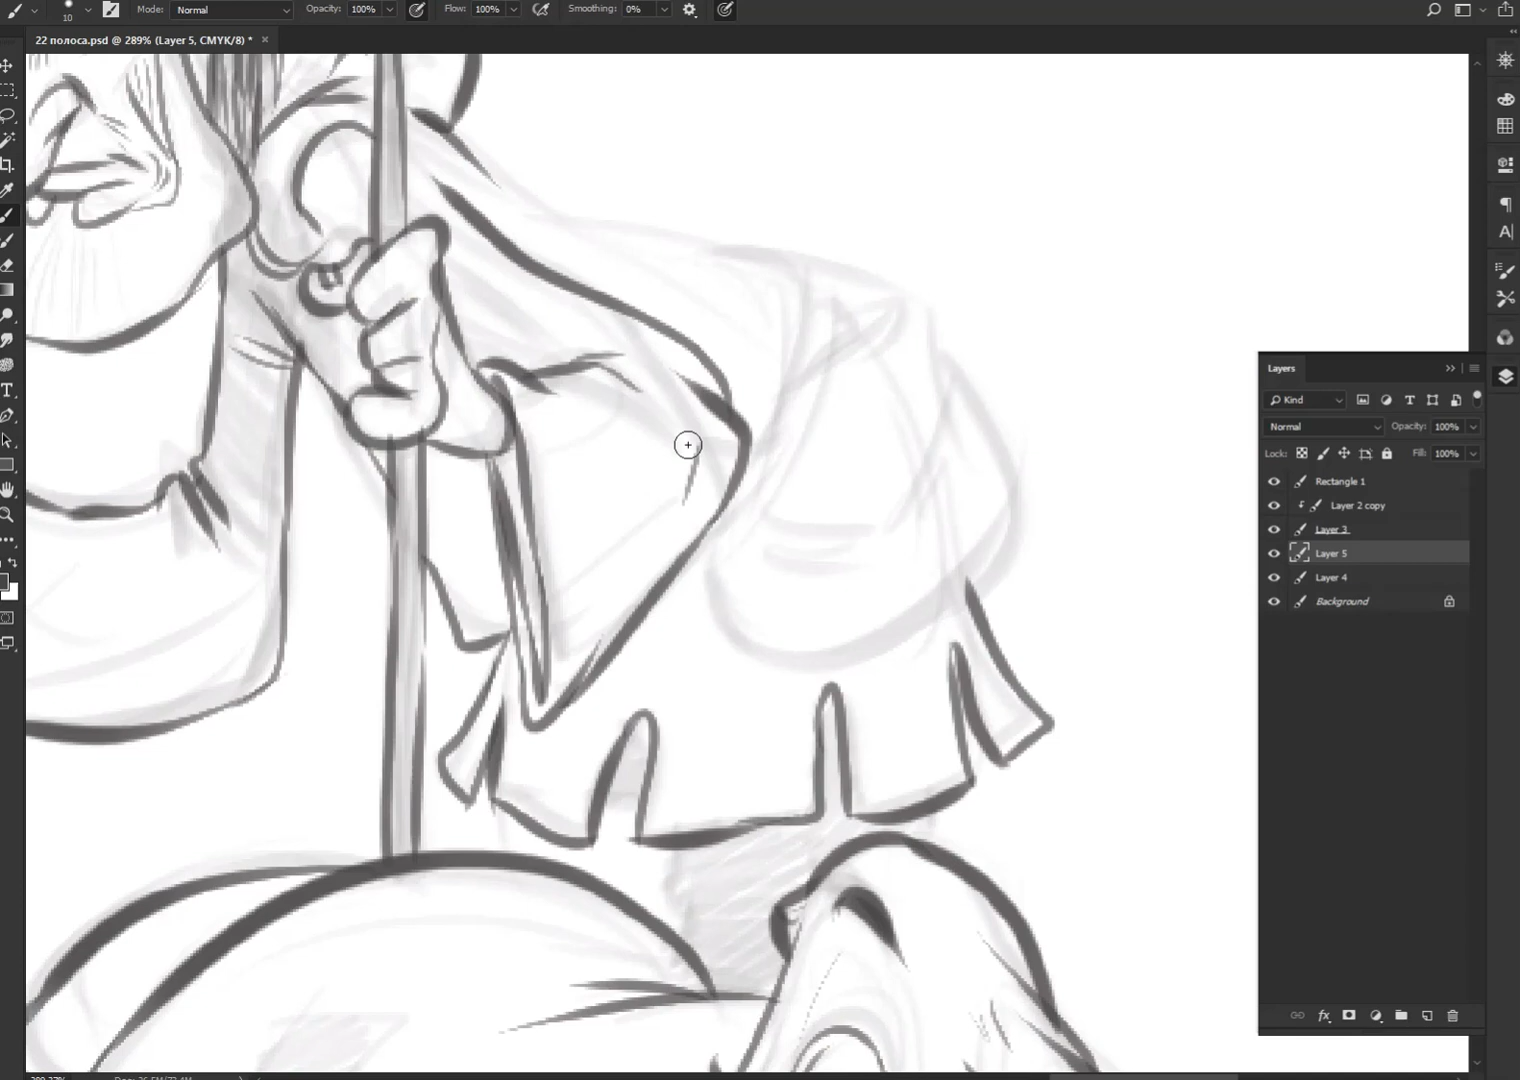 Mode: Normal Opacity: 100% Flow: 100% Smoothing: 0%
10
22 полоса.psd @ 289% (Layer 5, CMYK/8) *
Layers
Kind
Normal Opacity: 100%
Lock: Fill: 100%
Rectangle 1
Layer 2 copy
Layer 3
Layer 5
Layer 4
Background